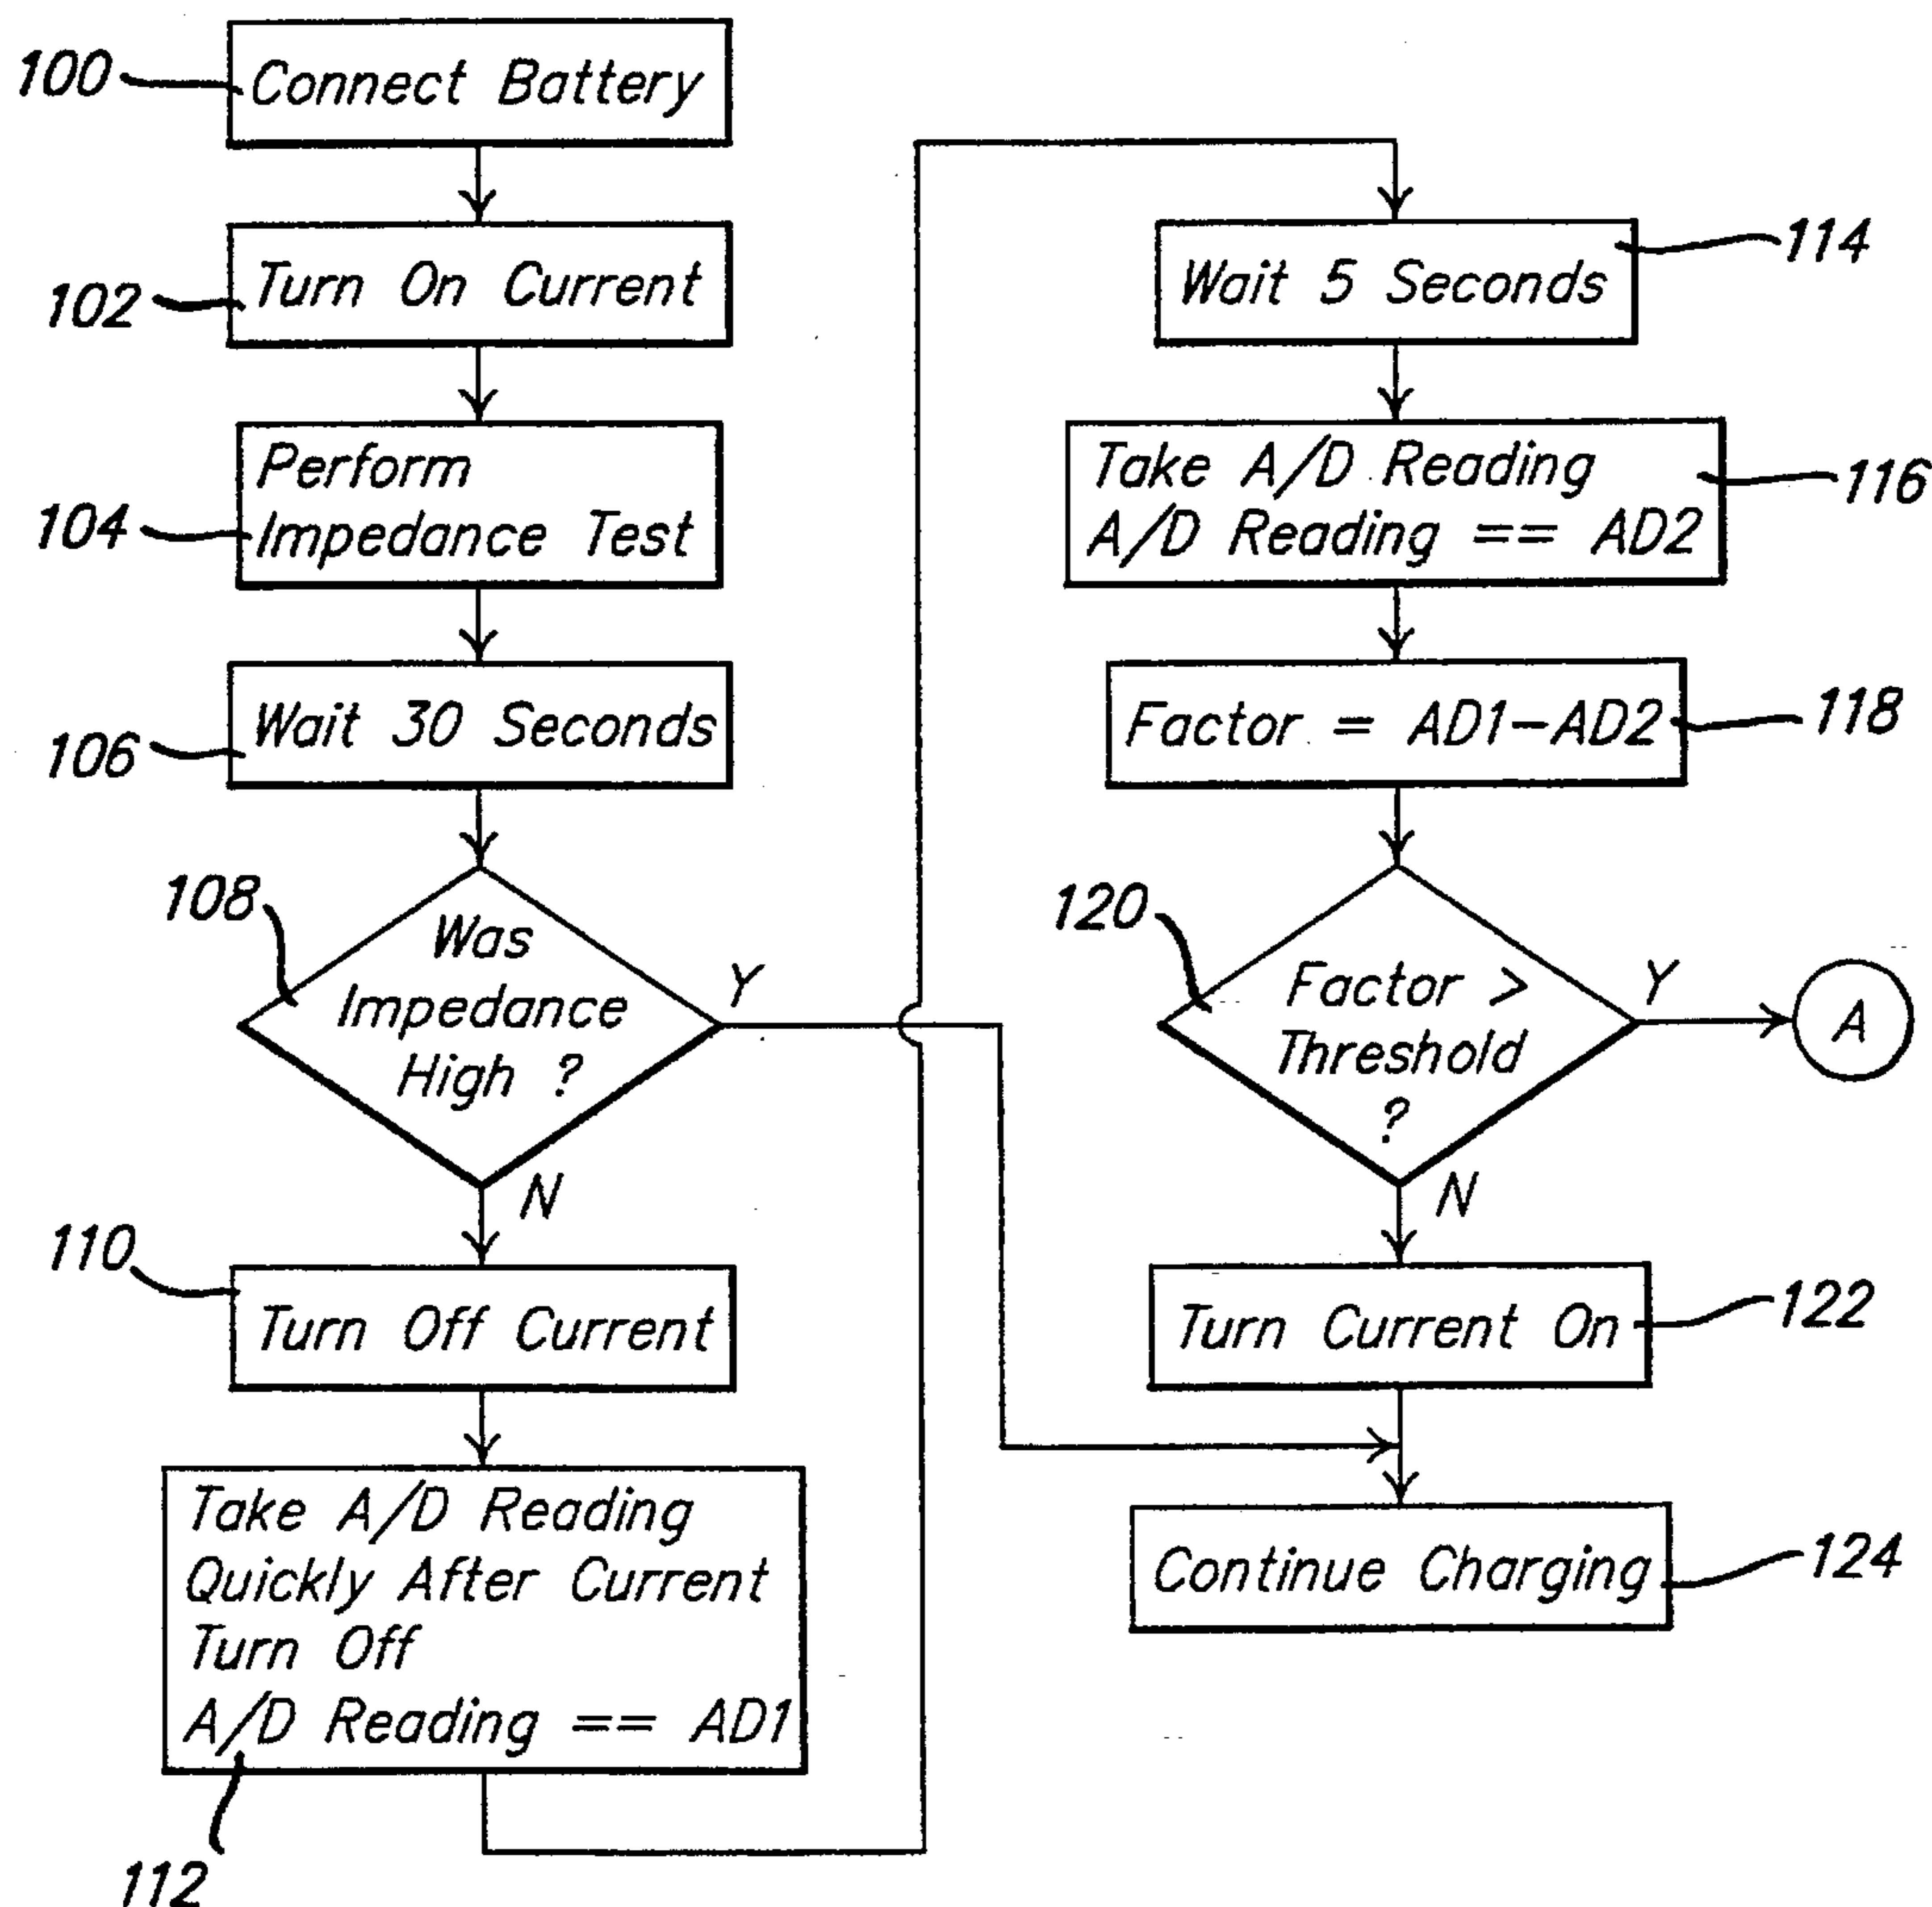 100
Connect Battery
102
Turn On Current
104
Perform
Impedance Test
106
Wait 30 Seconds
108
Was
Impedance
High ?
Y
N
110
Turn Off Current
Take A/D Reading
Quickly After Current
Turn Off
A/D Reading == AD1
112
114
Wait 5 Seconds
116
Take A/D Reading
A/D Reading == AD2
118
Factor = AD1-AD2
120
Factor >
Threshold
?
Y
A
N
122
Turn Current On
124
Continue Charging